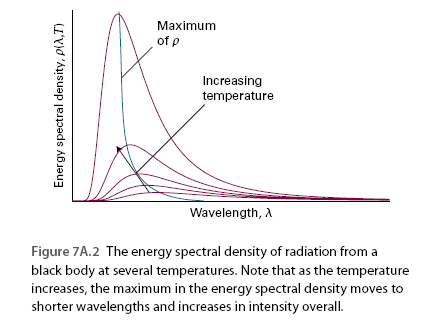 Maximum
of ρ
Increasing
temperature
Energy spectral density, ρ(λ,T)
Wavelength, λ
Figure 7A.2 The energy spectral density of radiation from a
black body at several temperatures. Note that as the temperature
increases, the maximum in the energy spectral density moves to
shorter wavelengths and increases in intensity overall.